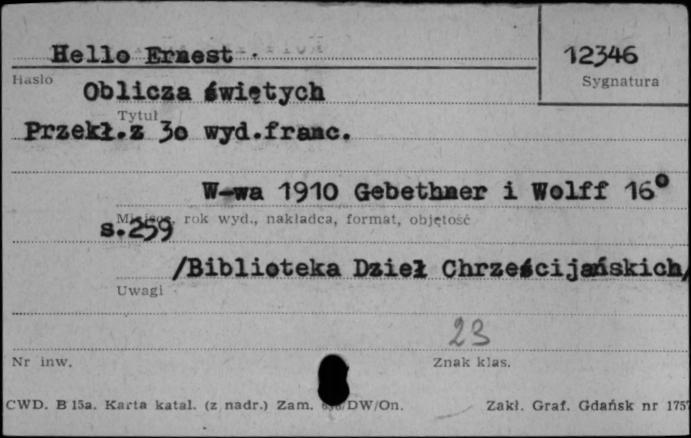 Hello Ernest 12346
Hasło Sygnatura
Oblicza świętych
Tytuł
Przekł.z 3o wyd.franc.
W-wa 1910 Gebethner i Wolff 16°
Miejsce, rok wyd., nakładca, format, objętość
s.259
/Biblioteka Dzieł Chrześcijańskich/
Uwagi
23
Nr inw. Znak klas.
CWD. B 15a. Karta katal. (z nadr.) Zam. DW/On. Zakł. Graf. Gdańsk nr 1757